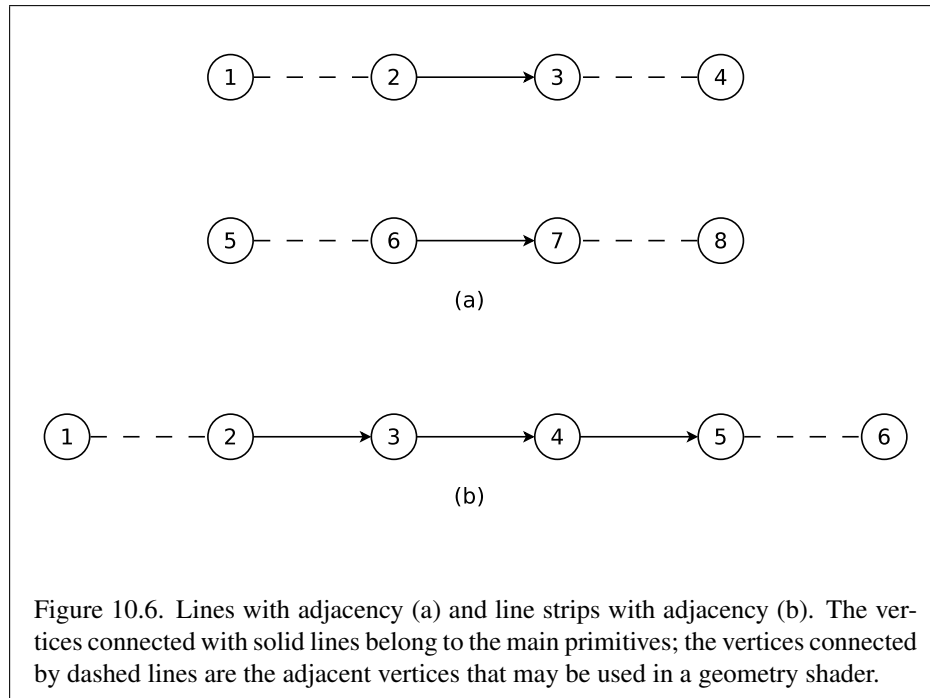 1 2 3 4
5 6 7 8
(a)
1 2 3 4 5 6
(b)
Figure 10.6. Lines with adjacency (a) and line strips with adjacency (b). The ver-
tices connected with solid lines belong to the main primitives; the vertices connected
by dashed lines are the adjacent vertices that may be used in a geometry shader.